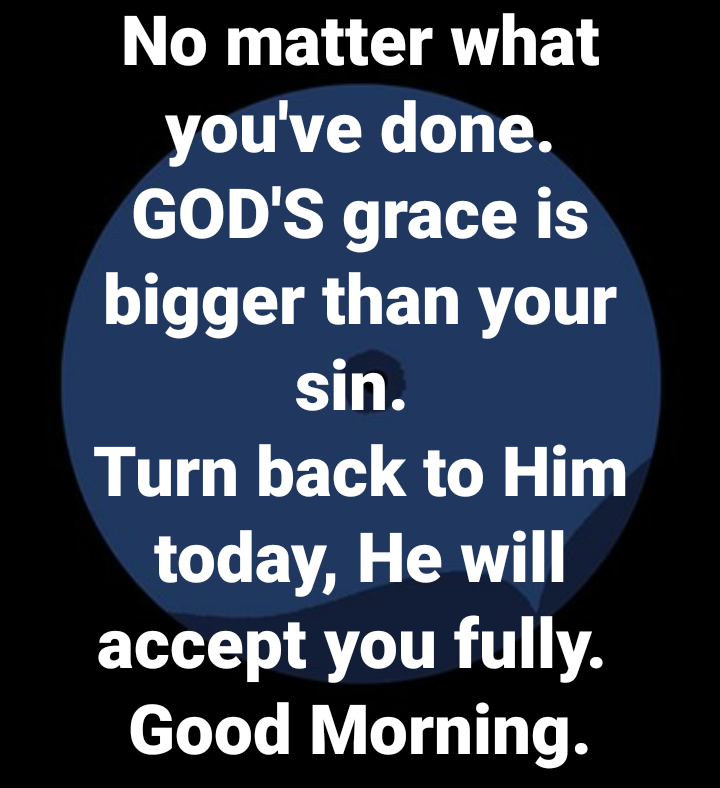 No matter what
you've done.
GOD'S grace is
bigger than your
sin.
Turn back to Him
today, He will
accept you fully.
Good Morning.